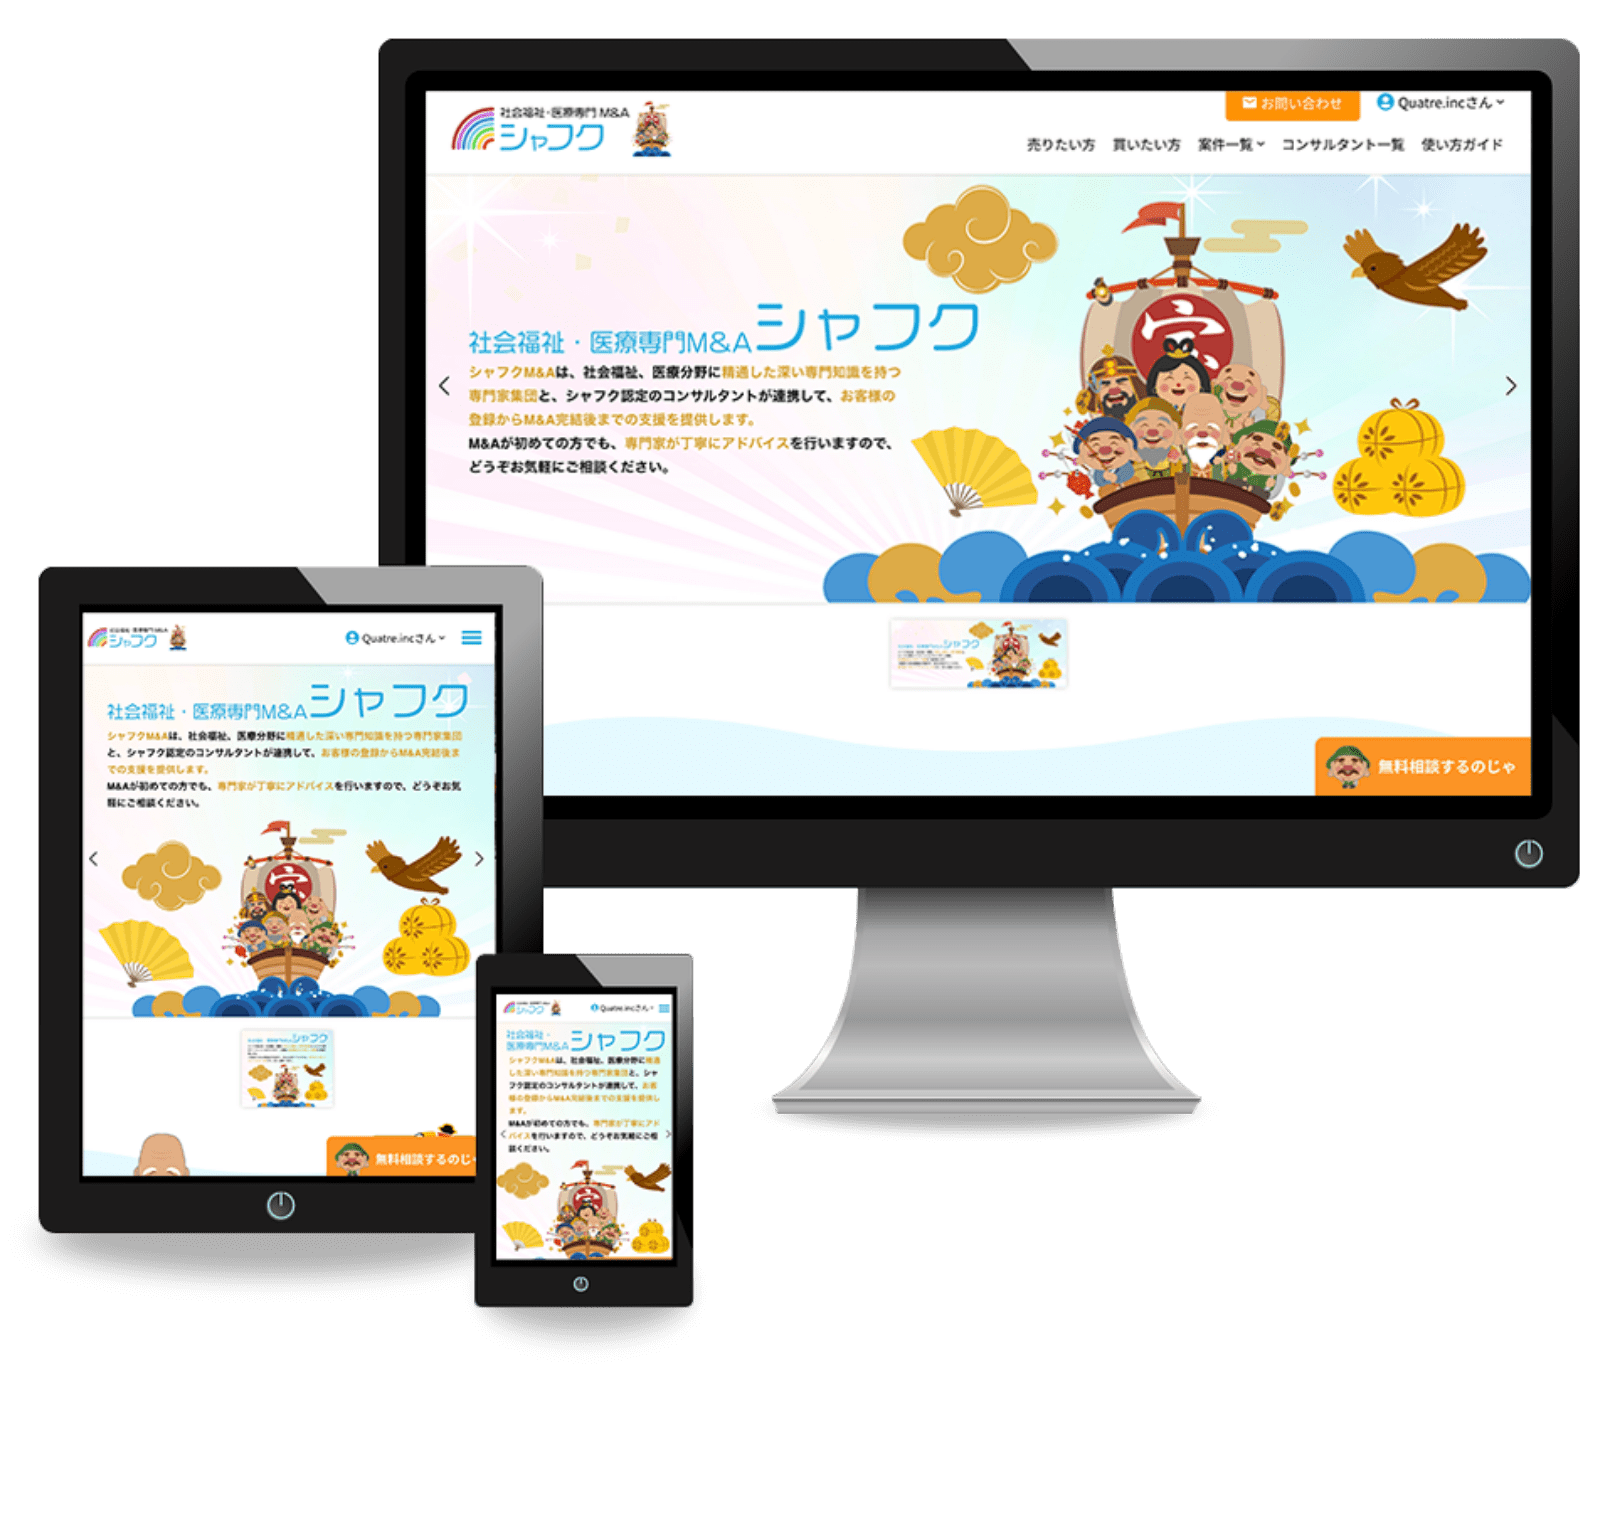 社会福祉・医療専門 M&A
シャフク
お問い合わせ
Quatre.incさん
売りたい方 買いたい方 案件一覧 コンサルタント一覧 使い方ガイド
社会福祉・医療専門M&Aシャフク
シャフクM&Aは、社会福祉、医療分野に精通した深い専門知識を持つ
専門家集団と、シャフク認定のコンサルタントが連携して、お客様の
登録からM&A完結後までの支援を提供します。
M&Aが初めての方でも、専門家が丁寧にアドバイスを行いますので、
どうぞお気軽にご相談ください。
宝
無料相談するのじゃ
社会福祉・医療専門M&A
シャフク
Quatre.incさん
社会福祉・医療専門M&Aシャフク
シャフクM&Aは、社会福祉、医療分野に精通した深い専門知識を持つ専門家集団
と、シャフク認定のコンサルタントが連携して、お客様の登録からM&A完結後ま
での支援を提供します。
M&Aが初めての方でも、専門家が丁寧にアドバイスを行いますので、どうぞお気
軽にご相談ください。
宝
シャフク
無料相談するのじ
シャフク
Quatre.incさん
社会福祉・
医療専門M&Aシャフク
シャフクM&Aは、社会福祉、医療分野に精通
した深い専門知識を持つ専門家集団と、シャ
フク認定のコンサルタントが連携して、お客
様の登録からM&A完結後までの支援を提供し
ます。
M&Aが初めての方でも、専門家が丁寧にアド
バイスを行いますので、どうぞお気軽にご相
談ください。
宝